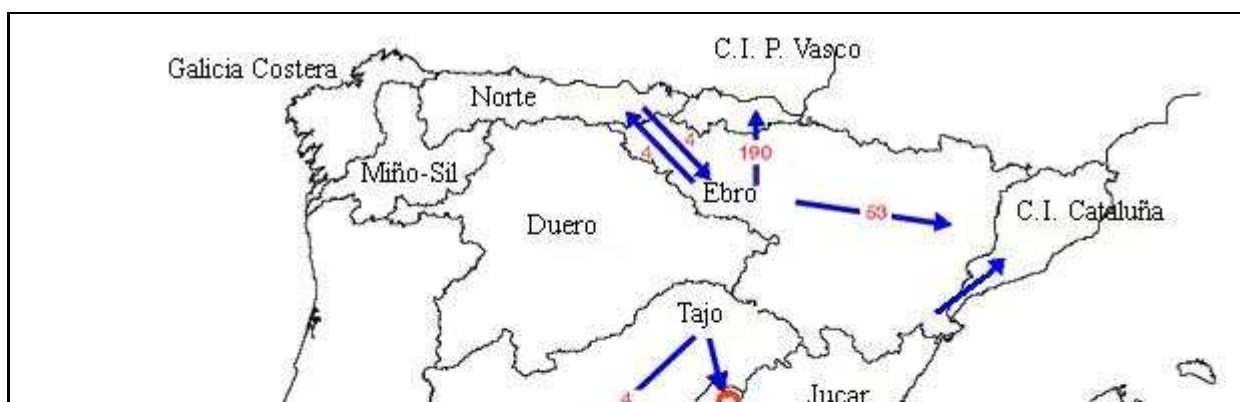 C.I. P. Vasco
Galicia Costera
Norte
4
4
190
Miño-Sil
Ebro
53
C.I. Cataluña
Duero
Tajo
4
Jucar